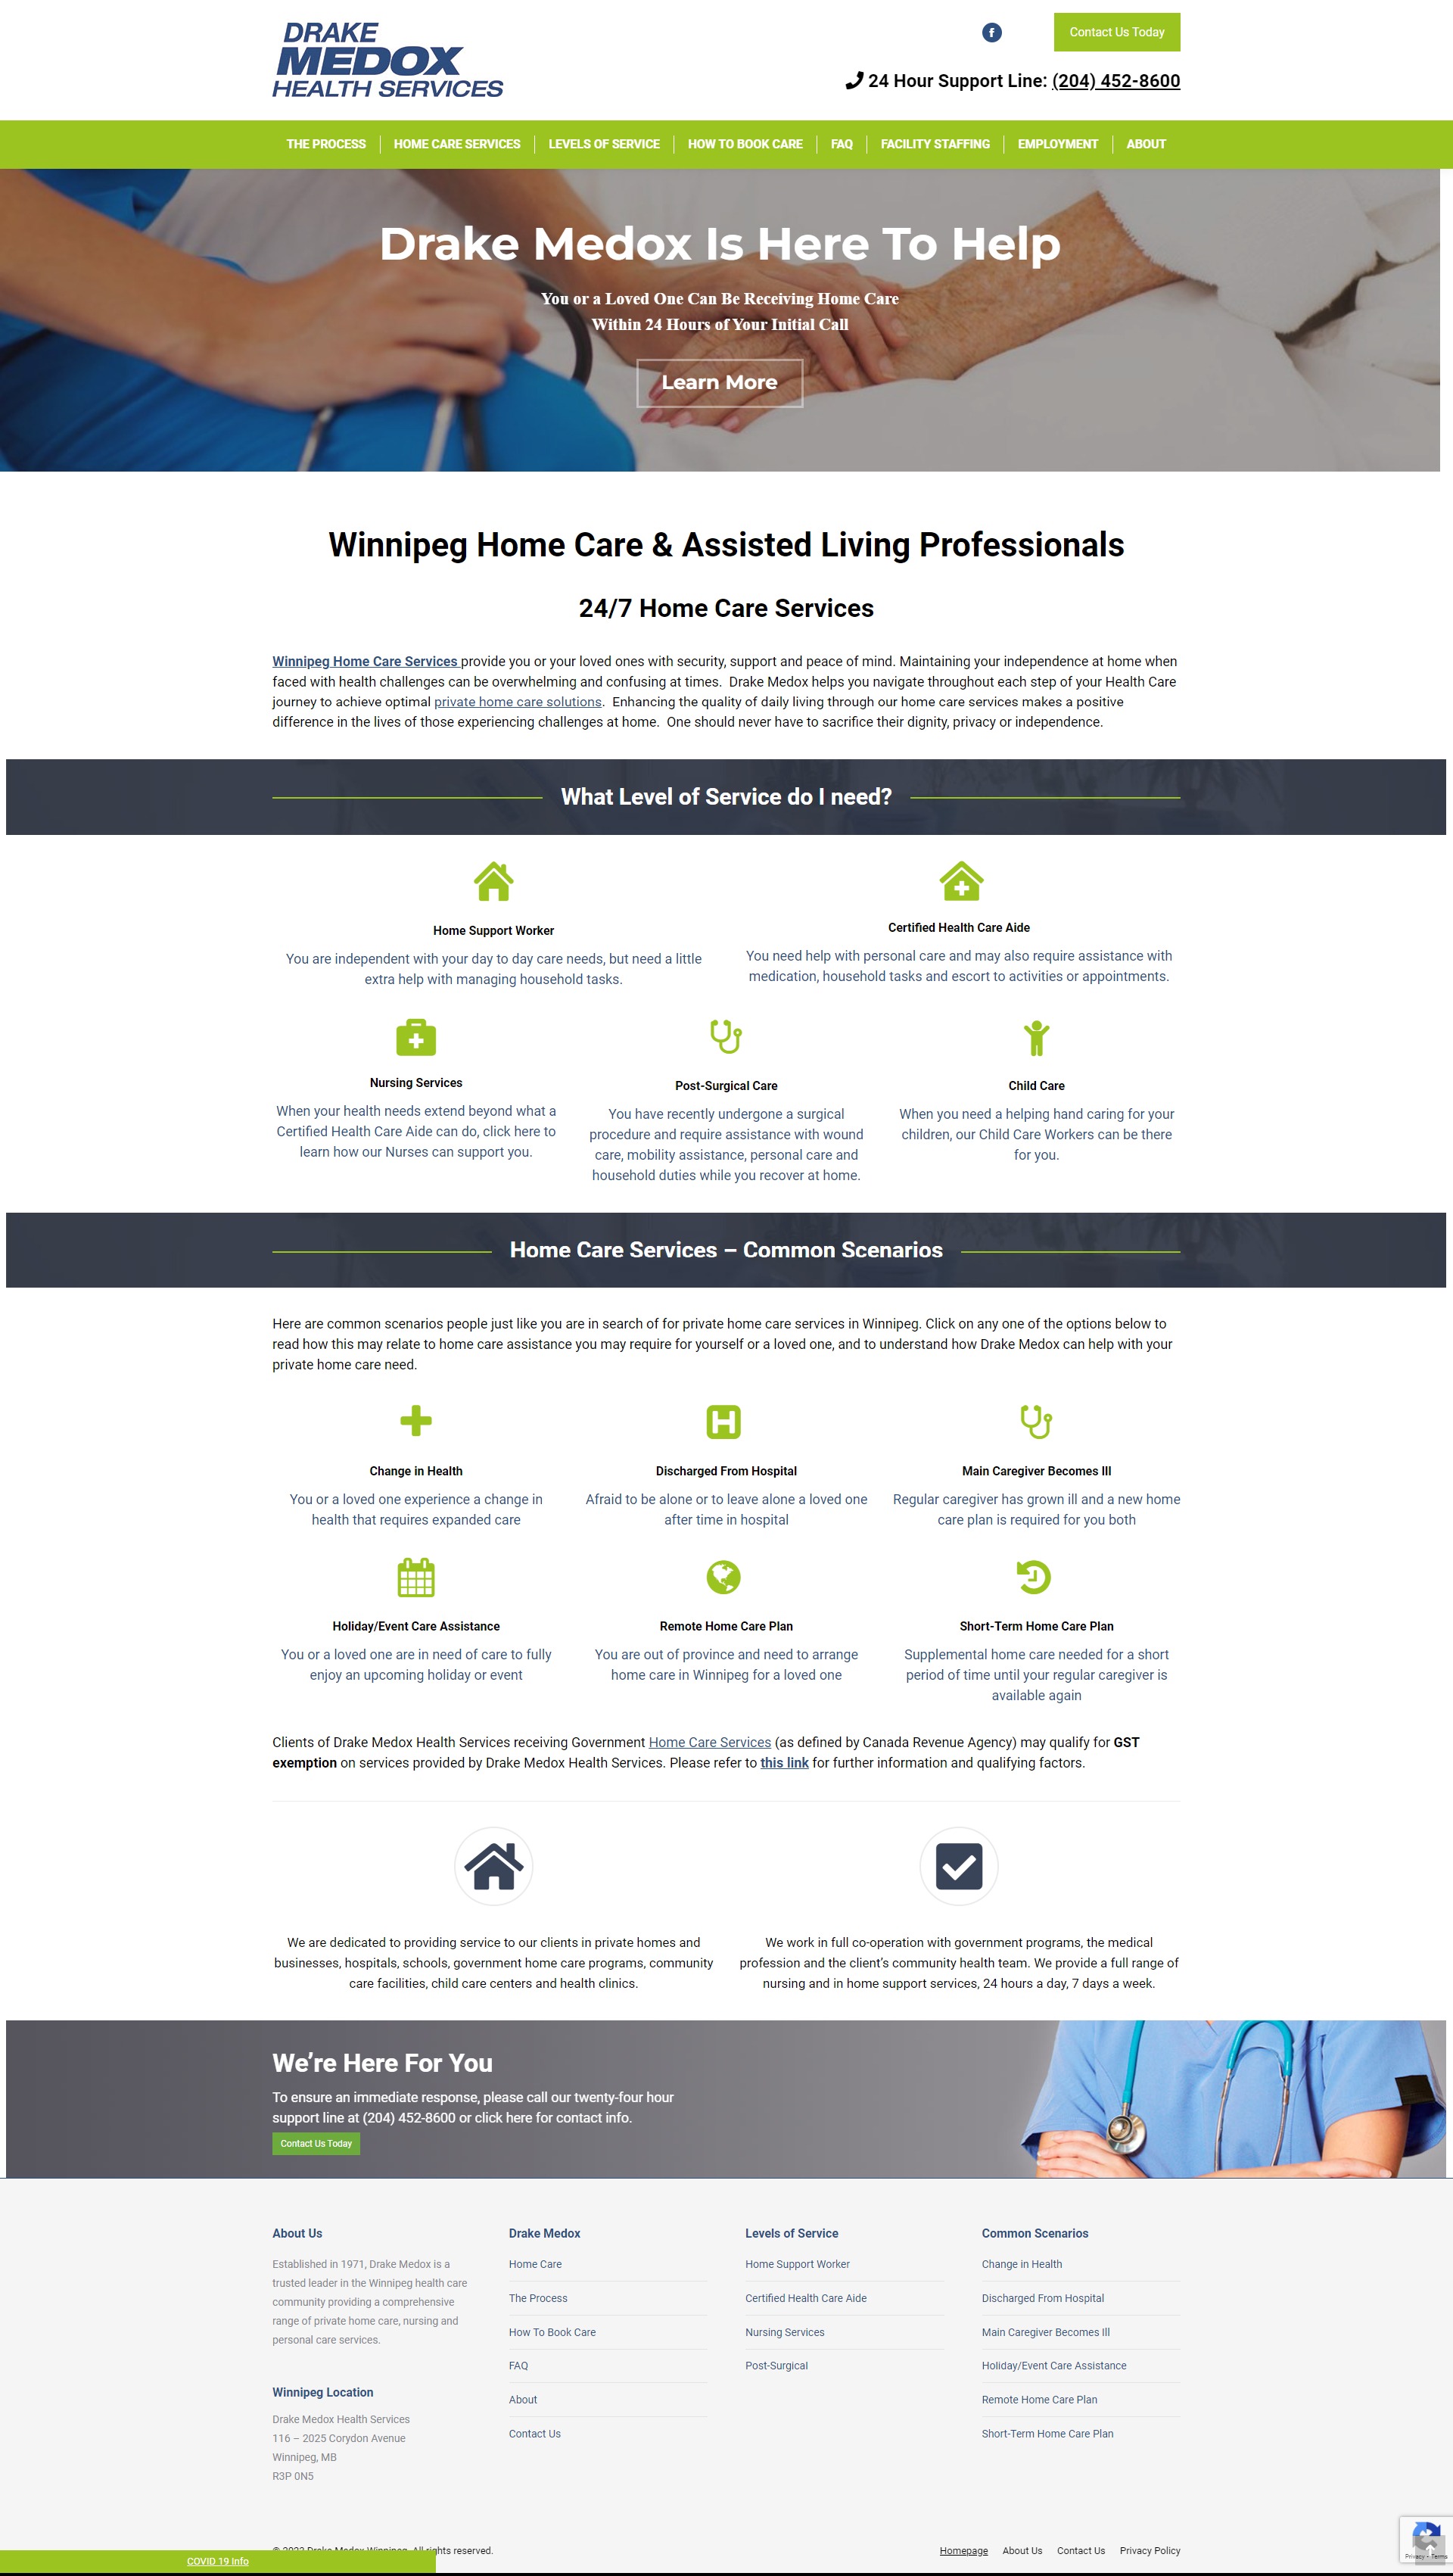 DRAKE
MEDOX
HEALTH SERVICES
Contact Us Today
24 Hour Support Line: (204) 452-8600
THE PROCESS
HOME CARE SERVICES
LEVELS OF SERVICE
HOW TO BOOK CARE
FAQ
FACILITY STAFFING
EMPLOYMENT
ABOUT
Drake Medox Is Here To Help
You or a Loved One Can Be Receiving Home Care
Within 24 Hours of Your Initial Call
Learn More
Winnipeg Home Care & Assisted Living Professionals
24/7 Home Care Services
Winnipeg Home Care Services provide you or your loved ones with security, support and peace of mind. Maintaining your independence at home when
faced with health challenges can be overwhelming and confusing at times.  Drake Medox helps you navigate throughout each step of your Health Care
journey to achieve optimal private home care solutions.  Enhancing the quality of daily living through our home care services makes a positive
difference in the lives of those experiencing challenges at home.  One should never have to sacrifice their dignity, privacy or independence.
What Level of Service do I need?
Home Support Worker
You are independent with your day to day care needs, but need a little
extra help with managing household tasks.
Certified Health Care Aide
You need help with personal care and may also require assistance with
medication, household tasks and escort to activities or appointments.
Nursing Services
When your health needs extend beyond what a
Certified Health Care Aide can do, click here to
learn how our Nurses can support you.
Post-Surgical Care
You have recently undergone a surgical
procedure and require assistance with wound
care, mobility assistance, personal care and
household duties while you recover at home.
Child Care
When you need a helping hand caring for your
children, our Child Care Workers can be there
for you.
Home Care Services – Common Scenarios
Here are common scenarios people just like you are in search of for private home care services in Winnipeg. Click on any one of the options below to
read how this may relate to home care assistance you may require for yourself or a loved one, and to understand how Drake Medox can help with your
private home care need.
Change in Health
You or a loved one experience a change in
health that requires expanded care
Discharged From Hospital
Afraid to be alone or to leave alone a loved one
after time in hospital
Main Caregiver Becomes Ill
Regular caregiver has grown ill and a new home
care plan is required for you both
Holiday/Event Care Assistance
You or a loved one are in need of care to fully
enjoy an upcoming holiday or event
Remote Home Care Plan
You are out of province and need to arrange
home care in Winnipeg for a loved one
Short-Term Home Care Plan
Supplemental home care needed for a short
period of time until your regular caregiver is
available again
Clients of Drake Medox Health Services receiving Government Home Care Services (as defined by Canada Revenue Agency) may qualify for GST
exemption on services provided by Drake Medox Health Services. Please refer to this link for further information and qualifying factors.
We are dedicated to providing service to our clients in private homes and
businesses, hospitals, schools, government home care programs, community
care facilities, child care centers and health clinics.
We work in full co-operation with government programs, the medical
profession and the client's community health team. We provide a full range of
nursing and in home support services, 24 hours a day, 7 days a week.
We're Here For You
To ensure an immediate response, please call our twenty-four hour
support line at (204) 452-8600 or click here for contact info.
Contact Us Today
About Us
Established in 1971, Drake Medox is a
trusted leader in the Winnipeg health care
community providing a comprehensive
range of private home care, nursing and
personal care services.
Winnipeg Location
Drake Medox Health Services
116 – 2025 Corydon Avenue
Winnipeg, MB
R3P 0N5
Drake Medox
Home Care
The Process
How To Book Care
FAQ
About
Contact Us
Levels of Service
Home Support Worker
Certified Health Care Aide
Nursing Services
Post-Surgical
Common Scenarios
Change in Health
Discharged From Hospital
Main Caregiver Becomes Ill
Holiday/Event Care Assistance
Remote Home Care Plan
Short-Term Home Care Plan
Drake Medox Winnipeg. All rights reserved.
Homepage
About Us
Contact Us
Privacy Policy
COVID 19 Info
Privacy - Terms